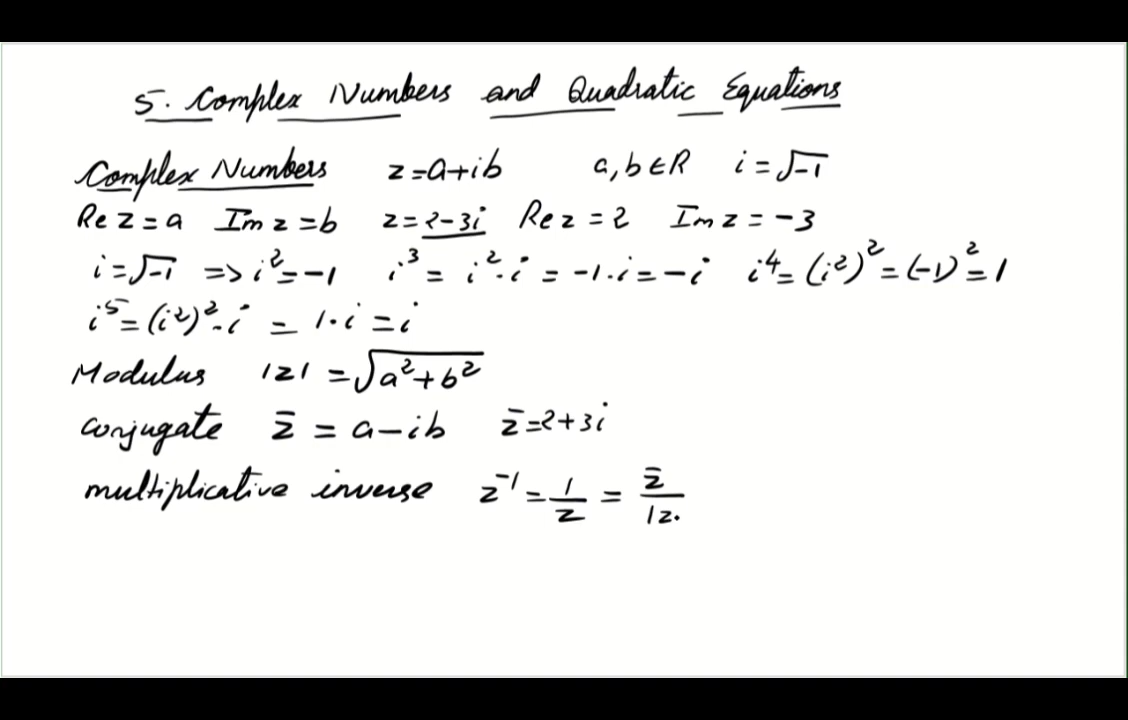 5. Complex Numbers and Quadratic Equations
Complex Numbers z=a+ib a,b∈R i=√-1
Re z=a Im z=b z=2-3i Re z=2 Im z=-3
i=√-1 => i²=-1 i³=i²·i=-1·i=-i i⁴=(i²)²=(-1)²=1
i⁵=(i²)²·i=1·i=i
Modulus |z|=√a²+b²
conjugate z̄=a-ib z̄=2+3i
multiplicative inverse z⁻¹=1/z=z̄/|z.